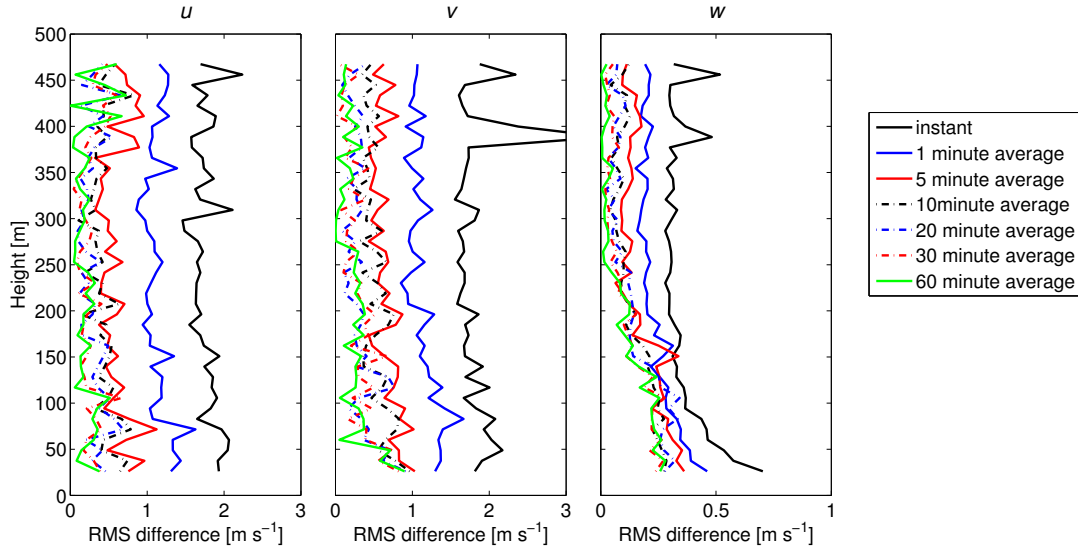 u
v
w
500
450
400
350
300
250
200
150
100
50
0
Height [m]
0 1 2 3
0 1 2 3
0 0.5 1
RMS difference [m s⁻¹]
RMS difference [m s⁻¹]
RMS difference [m s⁻¹]
instant
1 minute average
5 minute average
10minute average
20 minute average
30 minute average
60 minute average